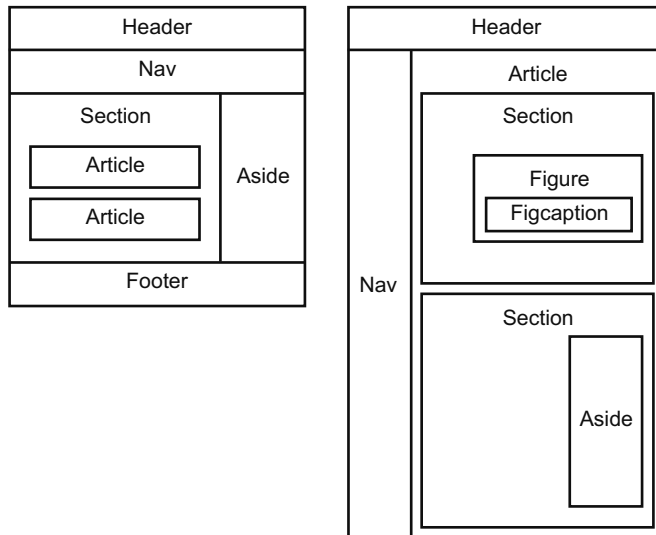 Header
Nav
Section
Article
Article
Aside
Footer
Header
Nav
Article
Section
Figure
Figcaption
Section
Aside